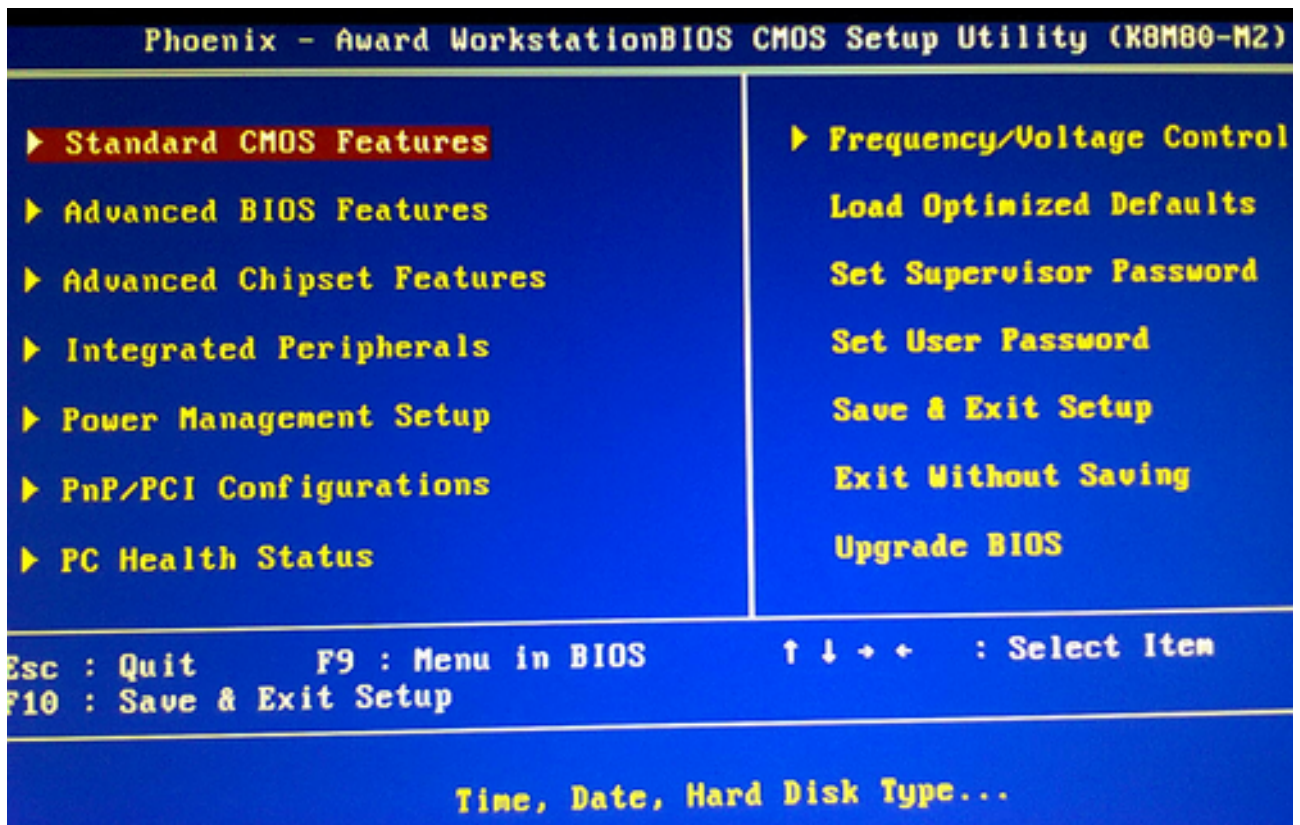 Phoenix - Award WorkstationBIOS CMOS Setup Utility (K8M80-M2)
▶ Standard CMOS Features
▶ Advanced BIOS Features
▶ Advanced Chipset Features
▶ Integrated Peripherals
▶ Power Management Setup
▶ PnP/PCI Configurations
▶ PC Health Status
▶ Frequency/Voltage Control
Load Optimized Defaults
Set Supervisor Password
Set User Password
Save & Exit Setup
Exit Without Saving
Upgrade BIOS
Esc : Quit F9 : Menu in BIOS ↑ ↓ → ← : Select Item
F10 : Save & Exit Setup
Time, Date, Hard Disk Type...